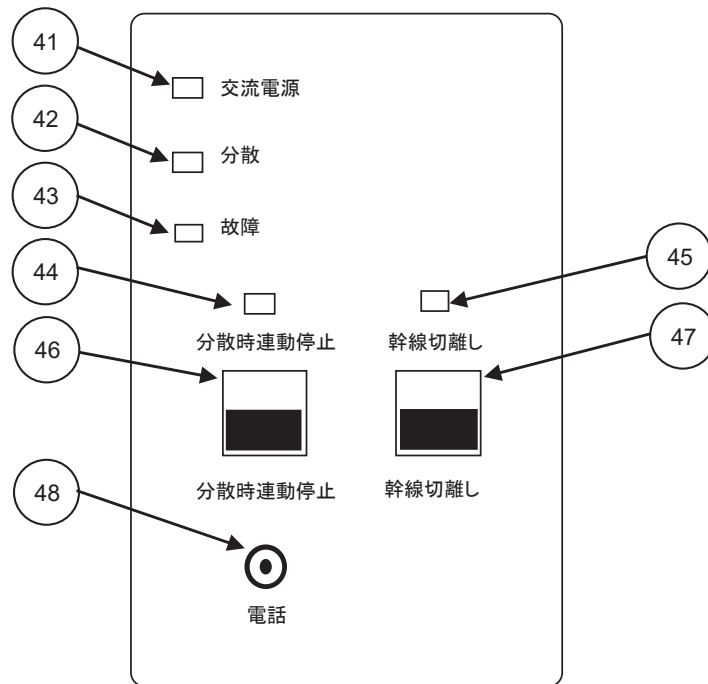 41
交流電源
42
分散
43
故障
44
45
分散時連動停止
幹線切離し
46
47
分散時連動停止
幹線切離し
48
電話